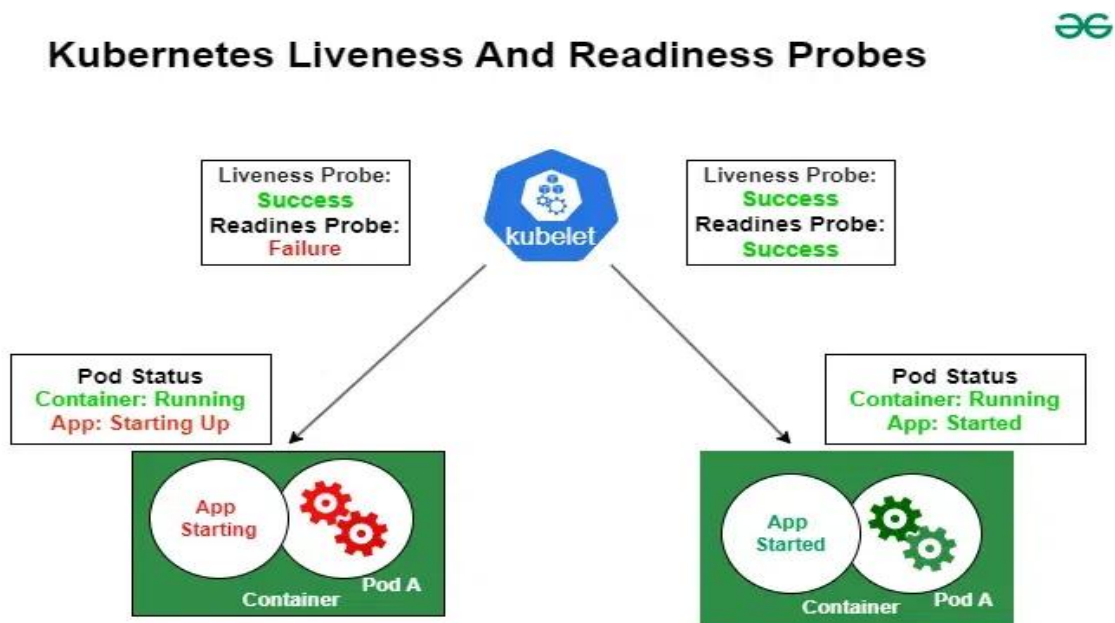 Kubernetes Liveness And Readiness Probes
Liveness Probe:
Success
Readines Probe:
Failure
kubelet
Liveness Probe:
Success
Readines Probe:
Success
Pod Status
Container: Running
App: Starting Up
Pod Status
Container: Running
App: Started
App
Starting
Pod A
Container
App
Started
Pod A
Container